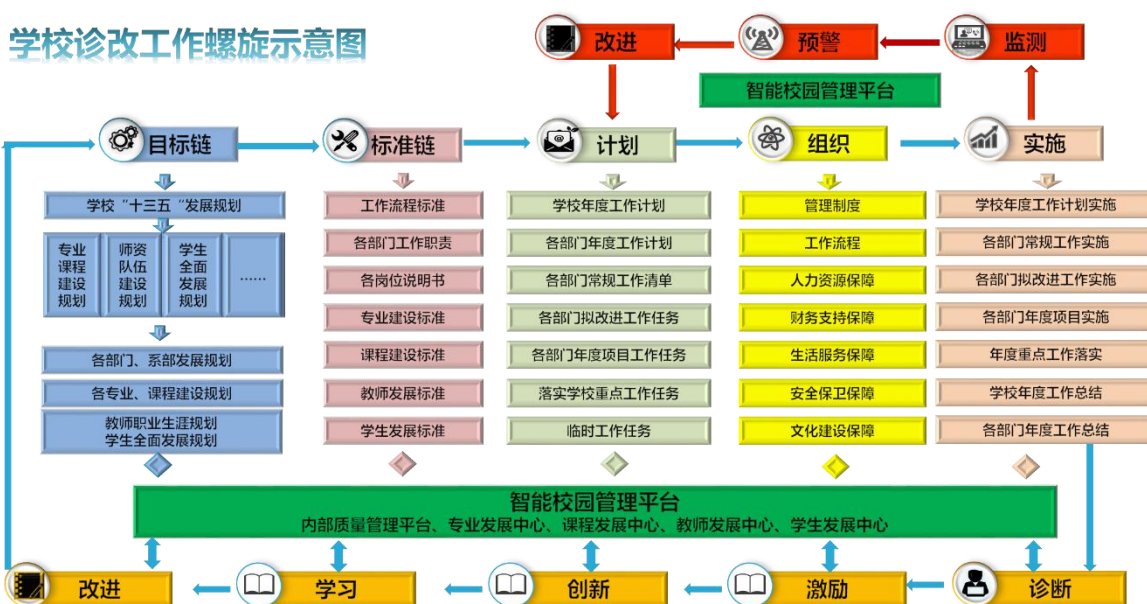 学校诊改工作螺旋示意图
改进
预警
监测
智能校园管理平台
目标链
标准链
计划
组织
实施
学校“十三五“发展规划
专业
课程
建设
规划
师资
队伍
建设
规划
学生
全面
发展
规划
……
各部门、系部发展规划
各专业、课程建设规划
教师职业生涯规划
学生全面发展规划
工作流程标准
各部门工作职责
各岗位说明书
专业建设标准
课程建设标准
教师发展标准
学生发展标准
学校年度工作计划
各部门年度工作计划
各部门常规工作清单
各部门拟改进工作任务
各部门年度项目工作任务
落实学校重点工作任务
临时工作任务
管理制度
工作流程
人力资源保障
财务支持保障
生活服务保障
安全保卫保障
文化建设保障
学校年度工作计划实施
各部门常规工作实施
各部门拟改进工作实施
各部门年度项目实施
年度重点工作落实
学校年度工作总结
各部门年度工作总结
智能校园管理平台
内部质量管理平台、专业发展中心、课程发展中心、教师发展中心、学生发展中心
改进
学习
创新
激励
诊断